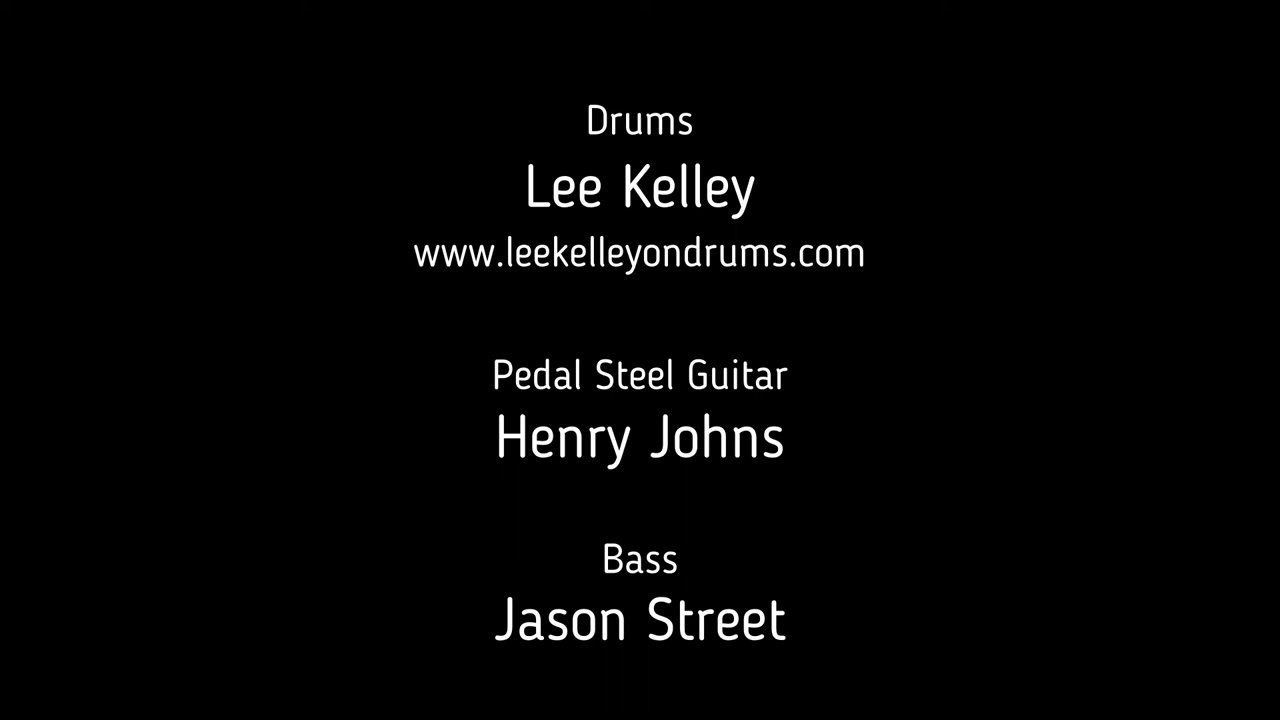 Drums
Lee Kelley
www.leekelleyondrums.com
Pedal Steel Guitar
Henry Johns
Bass
Jason Street